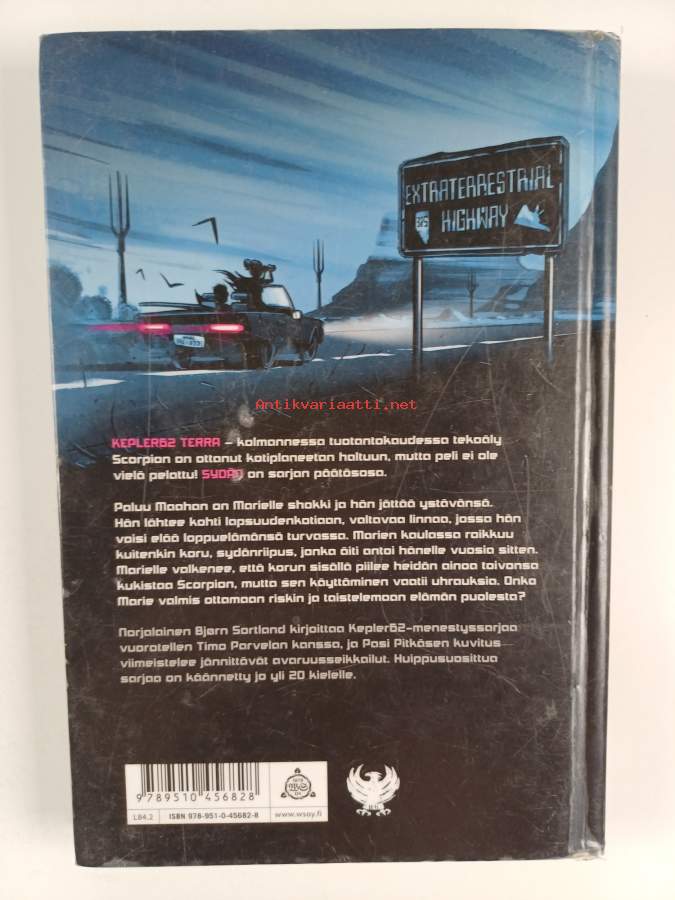 EXTRATERRESTRIAL
375 HIGHWAY
Antikvariaatti.net
KEPLER62 TERRA – kolmannessa tuotantokaudessa tekoäly
Scorpion on ottanut kotiplaneetan haltuun, mutta peli ei ole
vielä pelattu! SYDÄN on sarjan päätösosa.
Paluu Maahan on Marielle shokki ja hän jättää ystävänsä.
Hän lähtee kohti lapsuudenkotiaan, valtavaa linnaa, jossa hän
voisi elää loppuelämänsä turvassa. Marien kaulassa roikkuu
kuitenkin koru, sydänriipus, jonka äiti antoi hänelle vuosia sitten.
Marielle valkenee, että korun sisällä piilee heidän ainoa toivonsa
kukistaa Scorpion, mutta sen käyttäminen vaatii uhrauksia. Onko
Marie valmis ottamaan riskin ja taistelemaan elämän puolesta?
Norjalainen Bjørn Sortland kirjoittaa Kepler62-menestyssarjaa
vuorotellen Timo Parvelan kanssa, ja Pasi Pitkäsen kuvitus
viimeistelee jännittävät avaruusseikkailut. Huippusuosittua
sarjaa on käännetty jo yli 20 kielelle.
9 789510 456828
L84.2 ISBN 978-951-0-45682-8 www.wsoy.fi